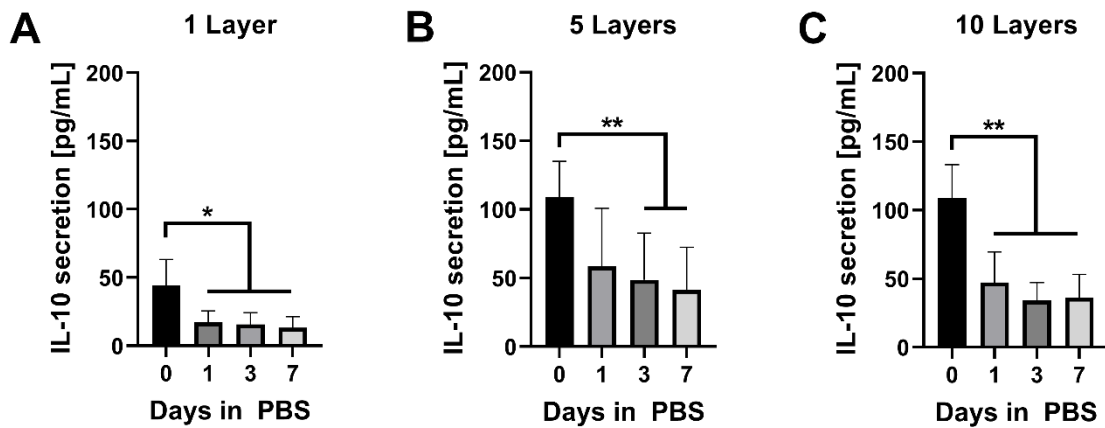 A
1 Layer
IL-10 secretion [pg/mL]
200
150
100
50
0
*
0 1 3 7
Days in PBS
B
5 Layers
IL-10 secretion [pg/mL]
200
150
100
50
0
**
0 1 3 7
Days in PBS
C
10 Layers
IL-10 secretion [pg/mL]
200
150
100
50
0
**
0 1 3 7
Days in PBS